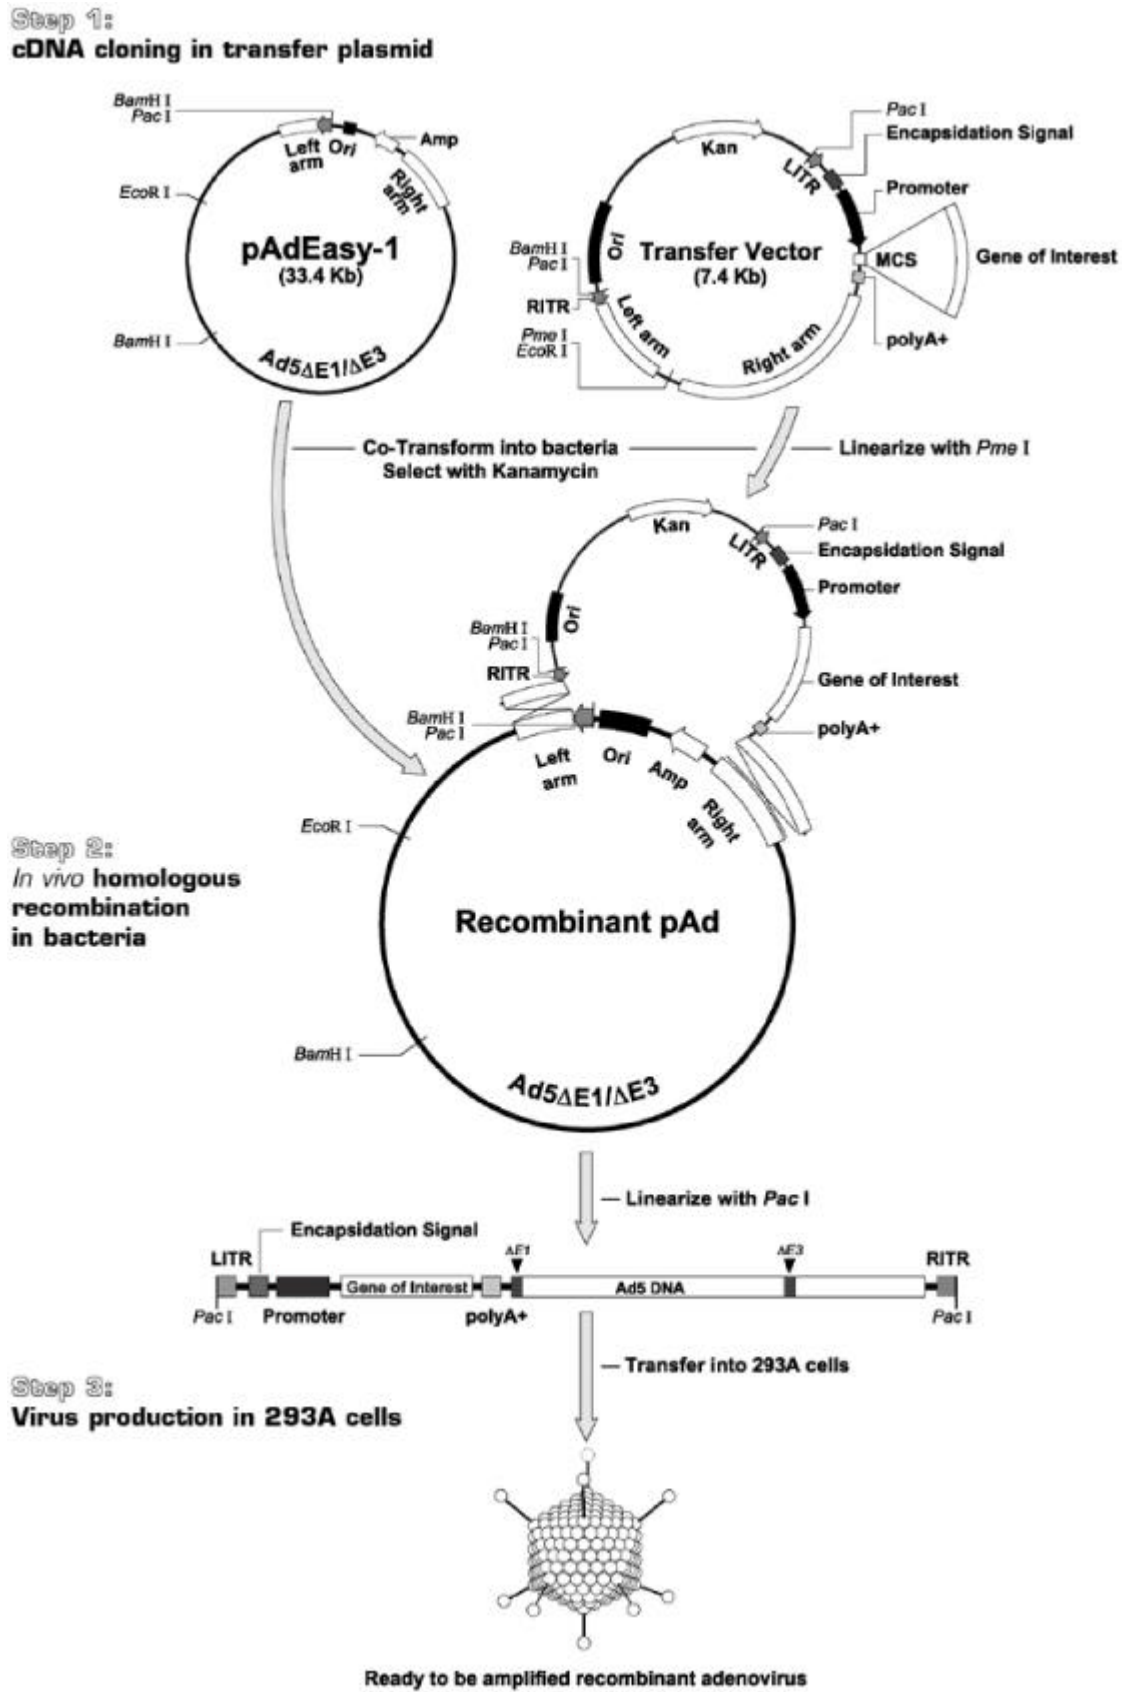 Step 1:
cDNA cloning in transfer plasmid
BamH I
Pac I
Left arm
Ori
Amp
Right arm
EcoR I
pAdEasy-1
(33.4 Kb)
BamH I
Ad5ΔE1/ΔE3
Kan
Pac I
LITR
Encapsidation Signal
Promoter
Ori
BamH I
Pac I
Transfer Vector
(7.4 Kb)
MCS
Gene of Interest
RITR
Left arm
Pme I
EcoR I
Right arm
polyA+
Co-Transform into bacteria
Select with Kanamycin
Linearize with Pme I
Kan
Pac I
LITR
Encapsidation Signal
Promoter
Ori
BamH I
Pac I
RITR
Gene of Interest
BamH I
Pac I
polyA+
Left
arm
Ori
Amp
Right
arm
EcoR I
Step 2:
In vivo homologous
recombination
in bacteria
Recombinant pAd
BamH I
Ad5ΔE1/ΔE3
Linearize with Pac I
Encapsidation Signal
LITR
ΔE1
ΔE3
RITR
Gene of Interest
Ad5 DNA
Pac I
Promoter
polyA+
Pac I
Transfer into 293A cells
Step 3:
Virus production in 293A cells
Ready to be amplified recombinant adenovirus